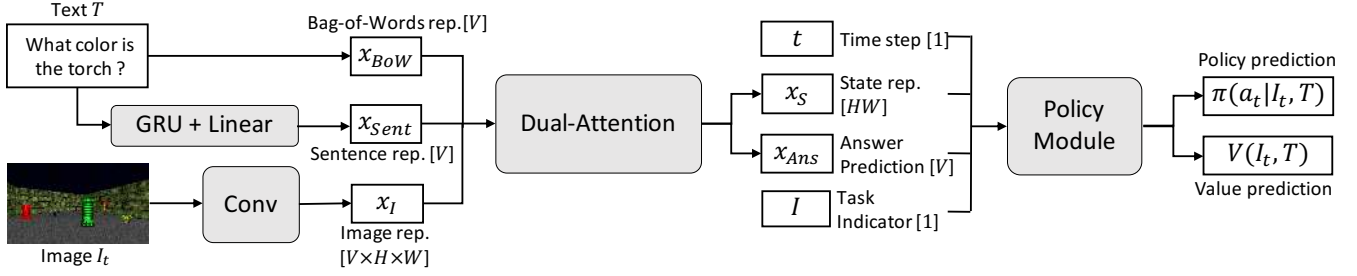 Text T
What color is
the torch ?
Bag-of-Words rep.[V]
x_BoW
GRU + Linear
x_Sent
Sentence rep. [V]
Image I_t
Conv
x_I
Image rep.
[V×H×W]
Dual-Attention
t
Time step [1]
x_S
State rep.
[HW]
x_Ans
Answer
Prediction [V]
I
Task
Indicator [1]
Policy
Module
Policy prediction
π(a_t|I_t, T)
V(I_t, T)
Value prediction